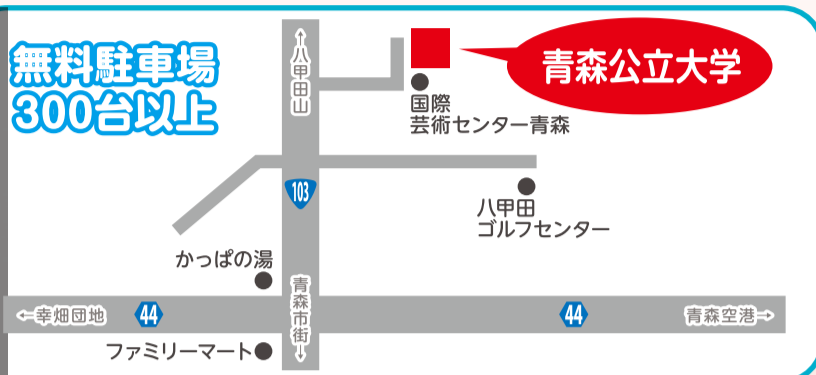 無料駐車場
300台以上
↑八甲田山
青森公立大学
国際
芸術センター青森
103
八甲田
ゴルフセンター
かっぱの湯
←幸畑団地
44
青森市街↓
44
青森空港→
ファミリーマート